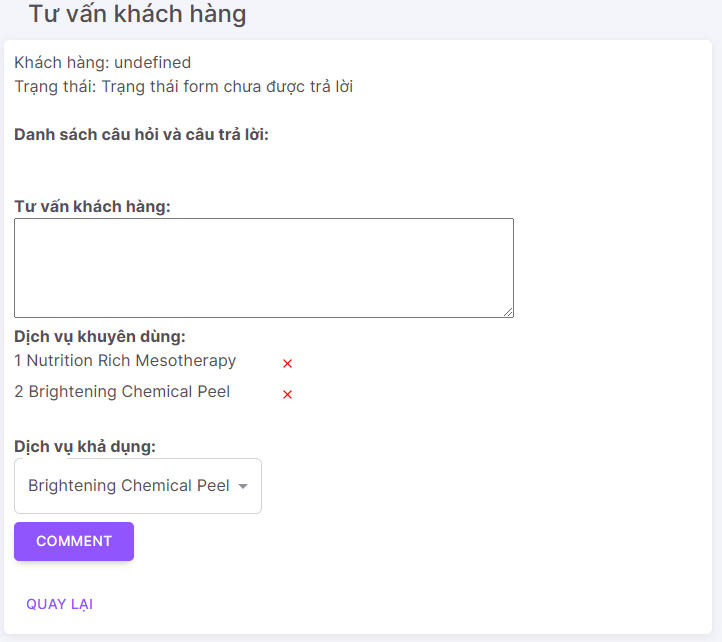 Tư vấn khách hàng
Khách hàng: undefined
Trạng thái: Trạng thái form chưa được trả lời
Danh sách câu hỏi và câu trả lời:
Tư vấn khách hàng:
Dịch vụ khuyên dùng:
1 Nutrition Rich Mesotherapy
2 Brightening Chemical Peel
Dịch vụ khả dụng:
Brightening Chemical Peel
COMMENT
QUAY LẠI